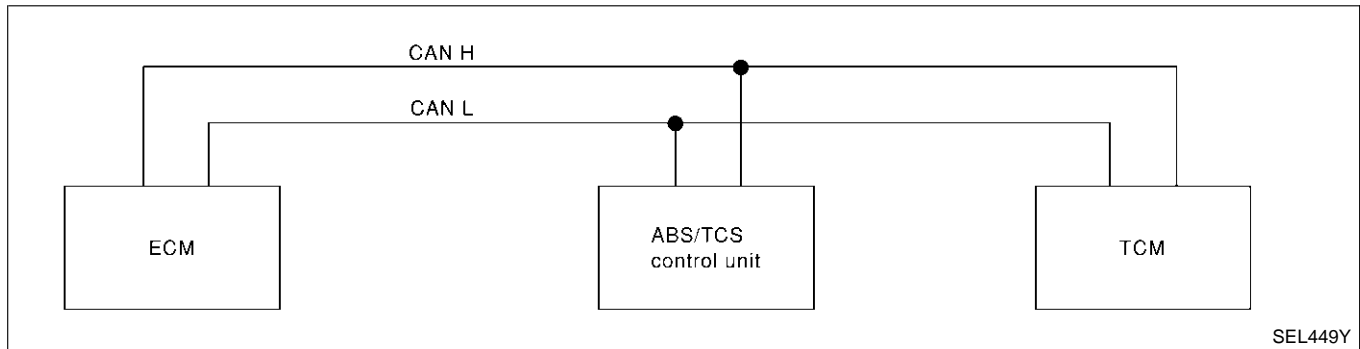 CAN H
CAN L
ECM
ABS/TCS
control unit
TCM
SEL449Y